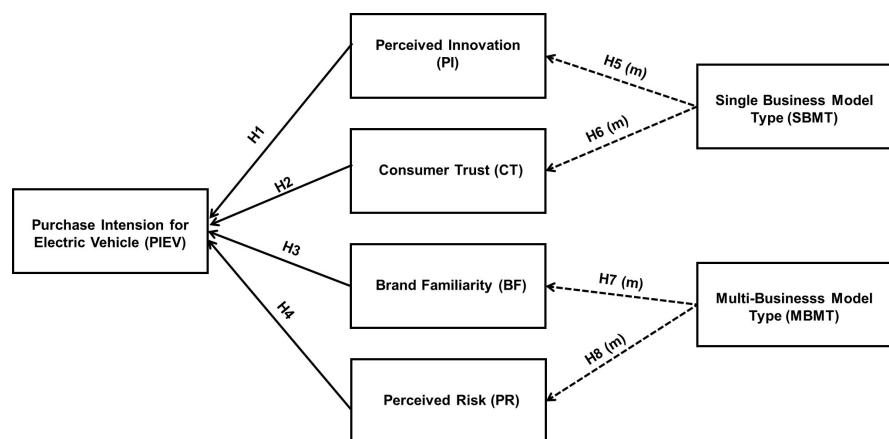 Perceived Innovation
(PI)
H5 (m)
Single Business Model
Type (SBMT)
H1
H6 (m)
Consumer Trust (CT)
H2
Purchase Intension for
Electric Vehicle (PIEV)
H3
Brand Familiarity (BF)
H7 (m)
Multi-Businesss Model
Type (MBMT)
H4
H8 (m)
Perceived Risk (PR)